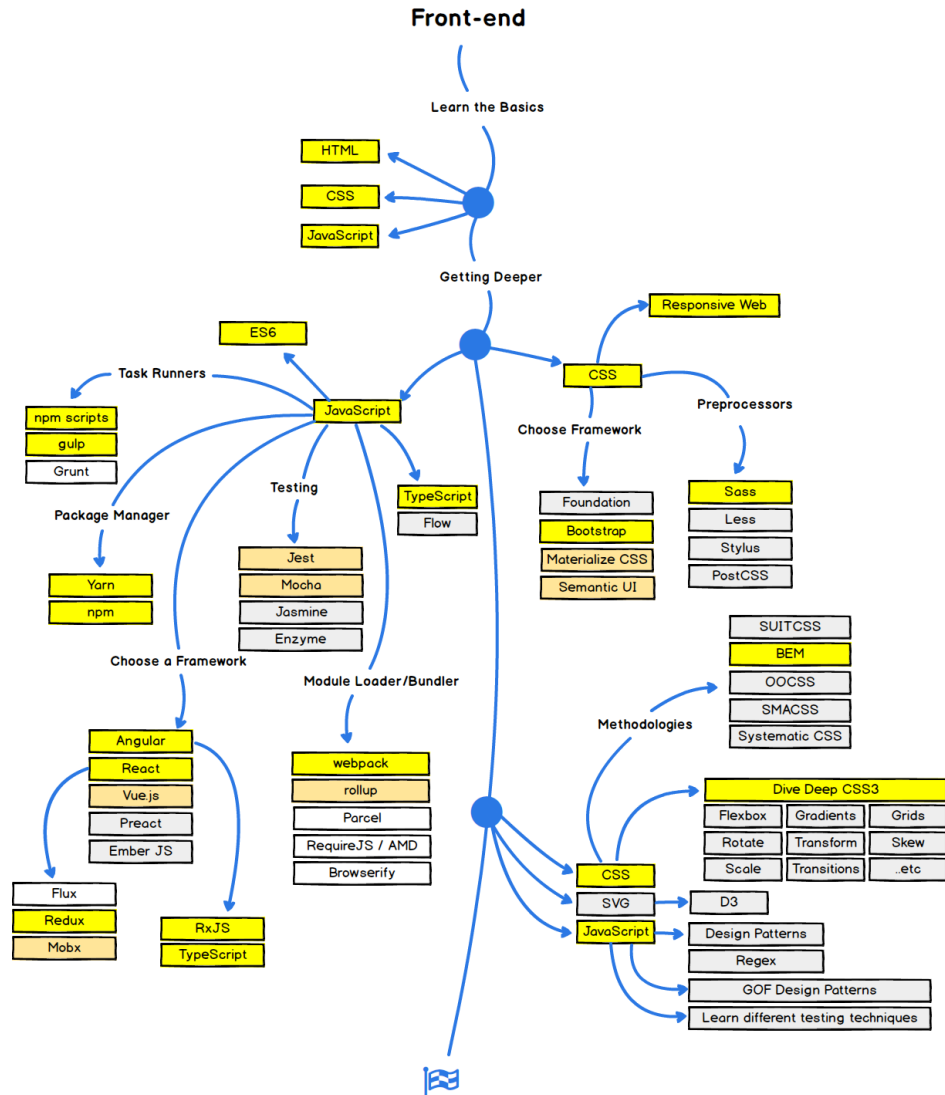 Front-end
Learn the Basics
HTML
CSS
JavaScript
Getting Deeper
Responsive Web
ES6
Task Runners
CSS
npm scripts
gulp
Grunt
JavaScript
Preprocessors
Choose Framework
Testing
Package Manager
TypeScript
Flow
Foundation
Bootstrap
Materialize CSS
Semantic UI
Sass
Less
Stylus
PostCSS
Yarn
npm
Jest
Mocha
Jasmine
Enzyme
Choose a Framework
Module Loader/Bundler
SUITCSS
BEM
OOCSS
SMACSS
Systematic CSS
Methodologies
Angular
React
Vue.js
Preact
Ember JS
webpack
rollup
Parcel
RequireJS / AMD
Browserify
Dive Deep CSS3
Flexbox Gradients Grids
Rotate Transform Skew
Scale Transitions ..etc
Flux
Redux
Mobx
RxJS
TypeScript
CSS
SVG
JavaScript
D3
Design Patterns
Regex
GOF Design Patterns
Learn different testing techniques